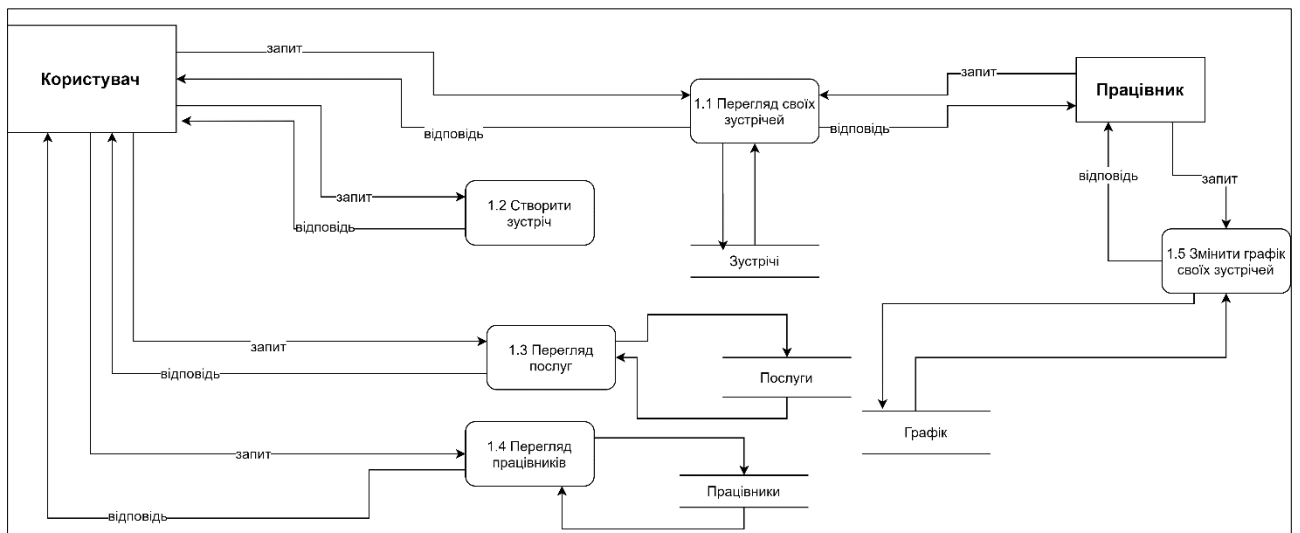 запит
Користувач
запит
Працівник
1.1 Перегляд своїх
зустрічей
відповідь
відповідь
відповідь
запит
запит
1.2 Створити
зустріч
відповідь
Зустрічі
1.5 Змінити графік
своїх зустрічей
запит
1.3 Перегляд
послуг
відповідь
Послуги
Графік
запит
1.4 Перегляд
працівників
Працівники
відповідь